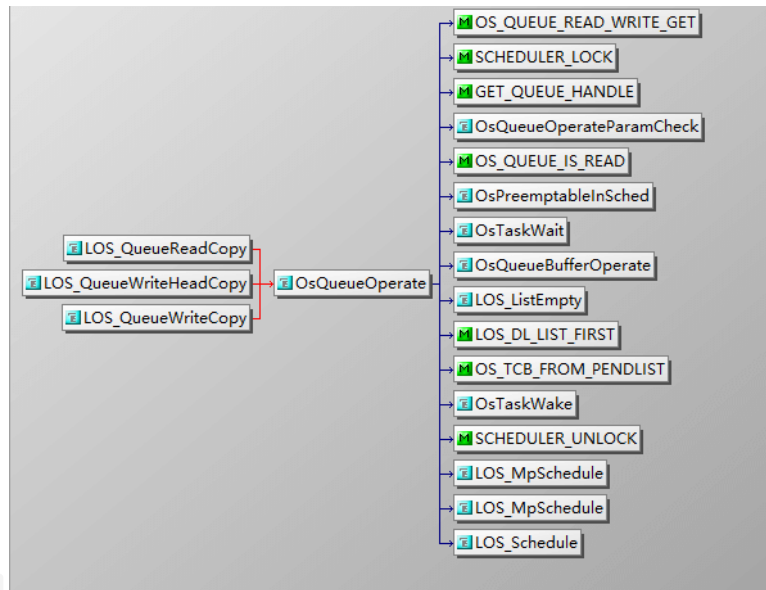 OS_QUEUE_READ_WRITE_GET
SCHEDULER_LOCK
GET_QUEUE_HANDLE
OsQueueOperateParamCheck
OS_QUEUE_IS_READ
OsPreemptableInSched
LOS_QueueReadCopy
OsTaskWait
LOS_QueueWriteHeadCopy
OsQueueOperate
OsQueueBufferOperate
LOS_QueueWriteCopy
LOS_ListEmpty
LOS_DL_LIST_FIRST
OS_TCB_FROM_PENDLIST
OsTaskWake
SCHEDULER_UNLOCK
LOS_MpSchedule
LOS_MpSchedule
LOS_Schedule